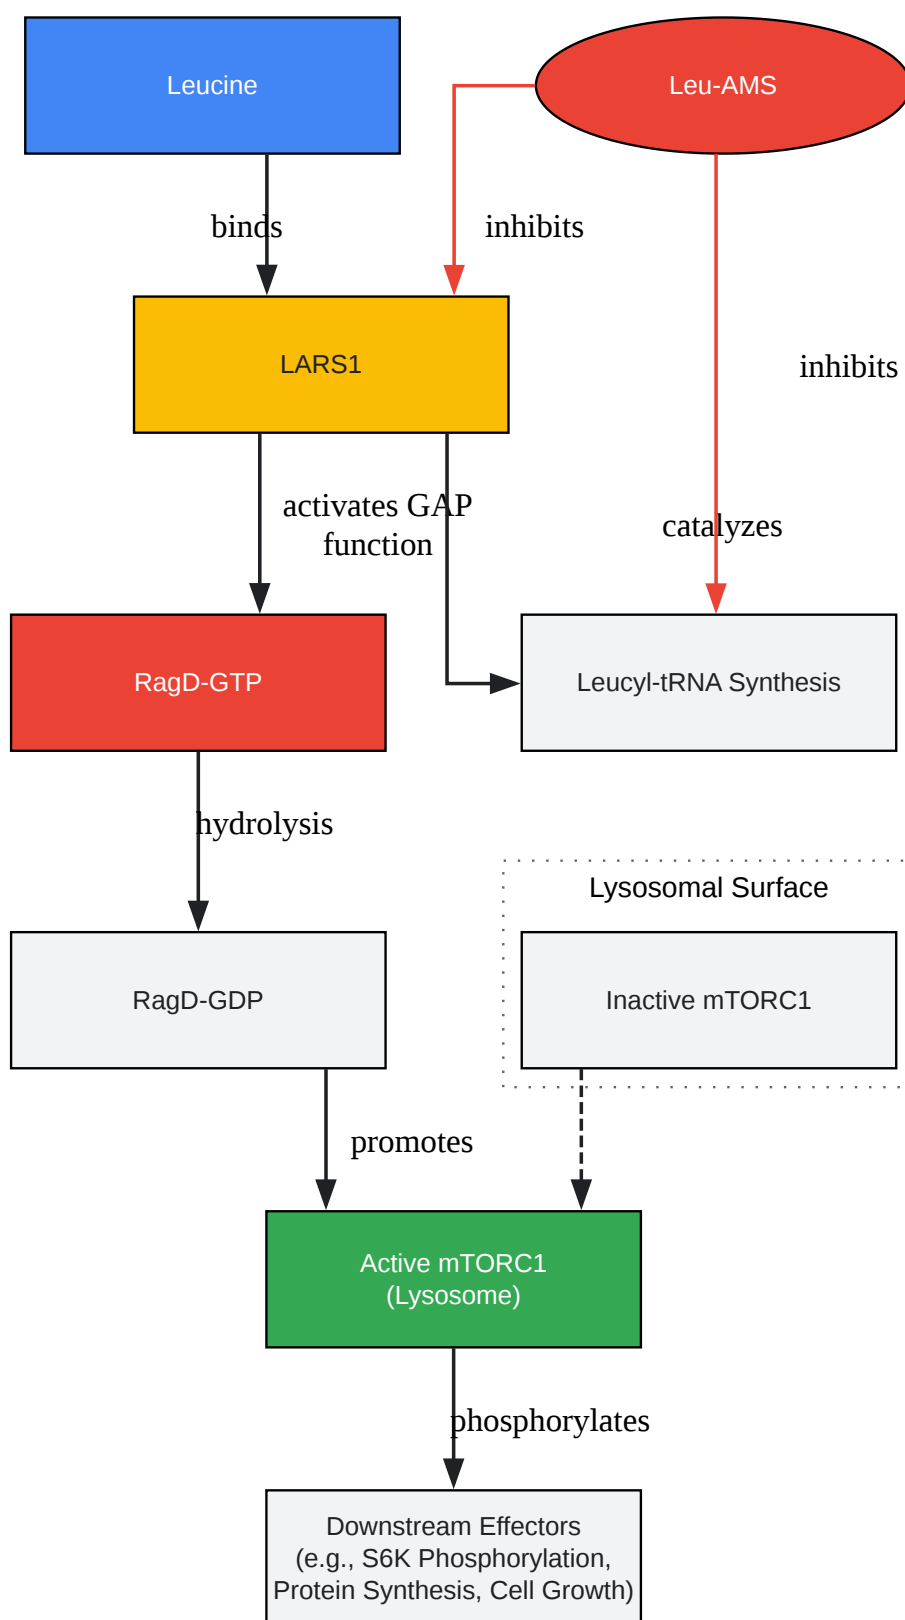 Leucine
Leu-AMS
binds
inhibits
LARS1
inhibits
activates GAP
function
catalyzes
RagD-GTP
Leucyl-tRNA Synthesis
hydrolysis
Lysosomal Surface
RagD-GDP
Inactive mTORC1
promotes
Active mTORC1
(Lysosome)
phosphorylates
Downstream Effectors
(e.g., S6K Phosphorylation,
Protein Synthesis, Cell Growth)